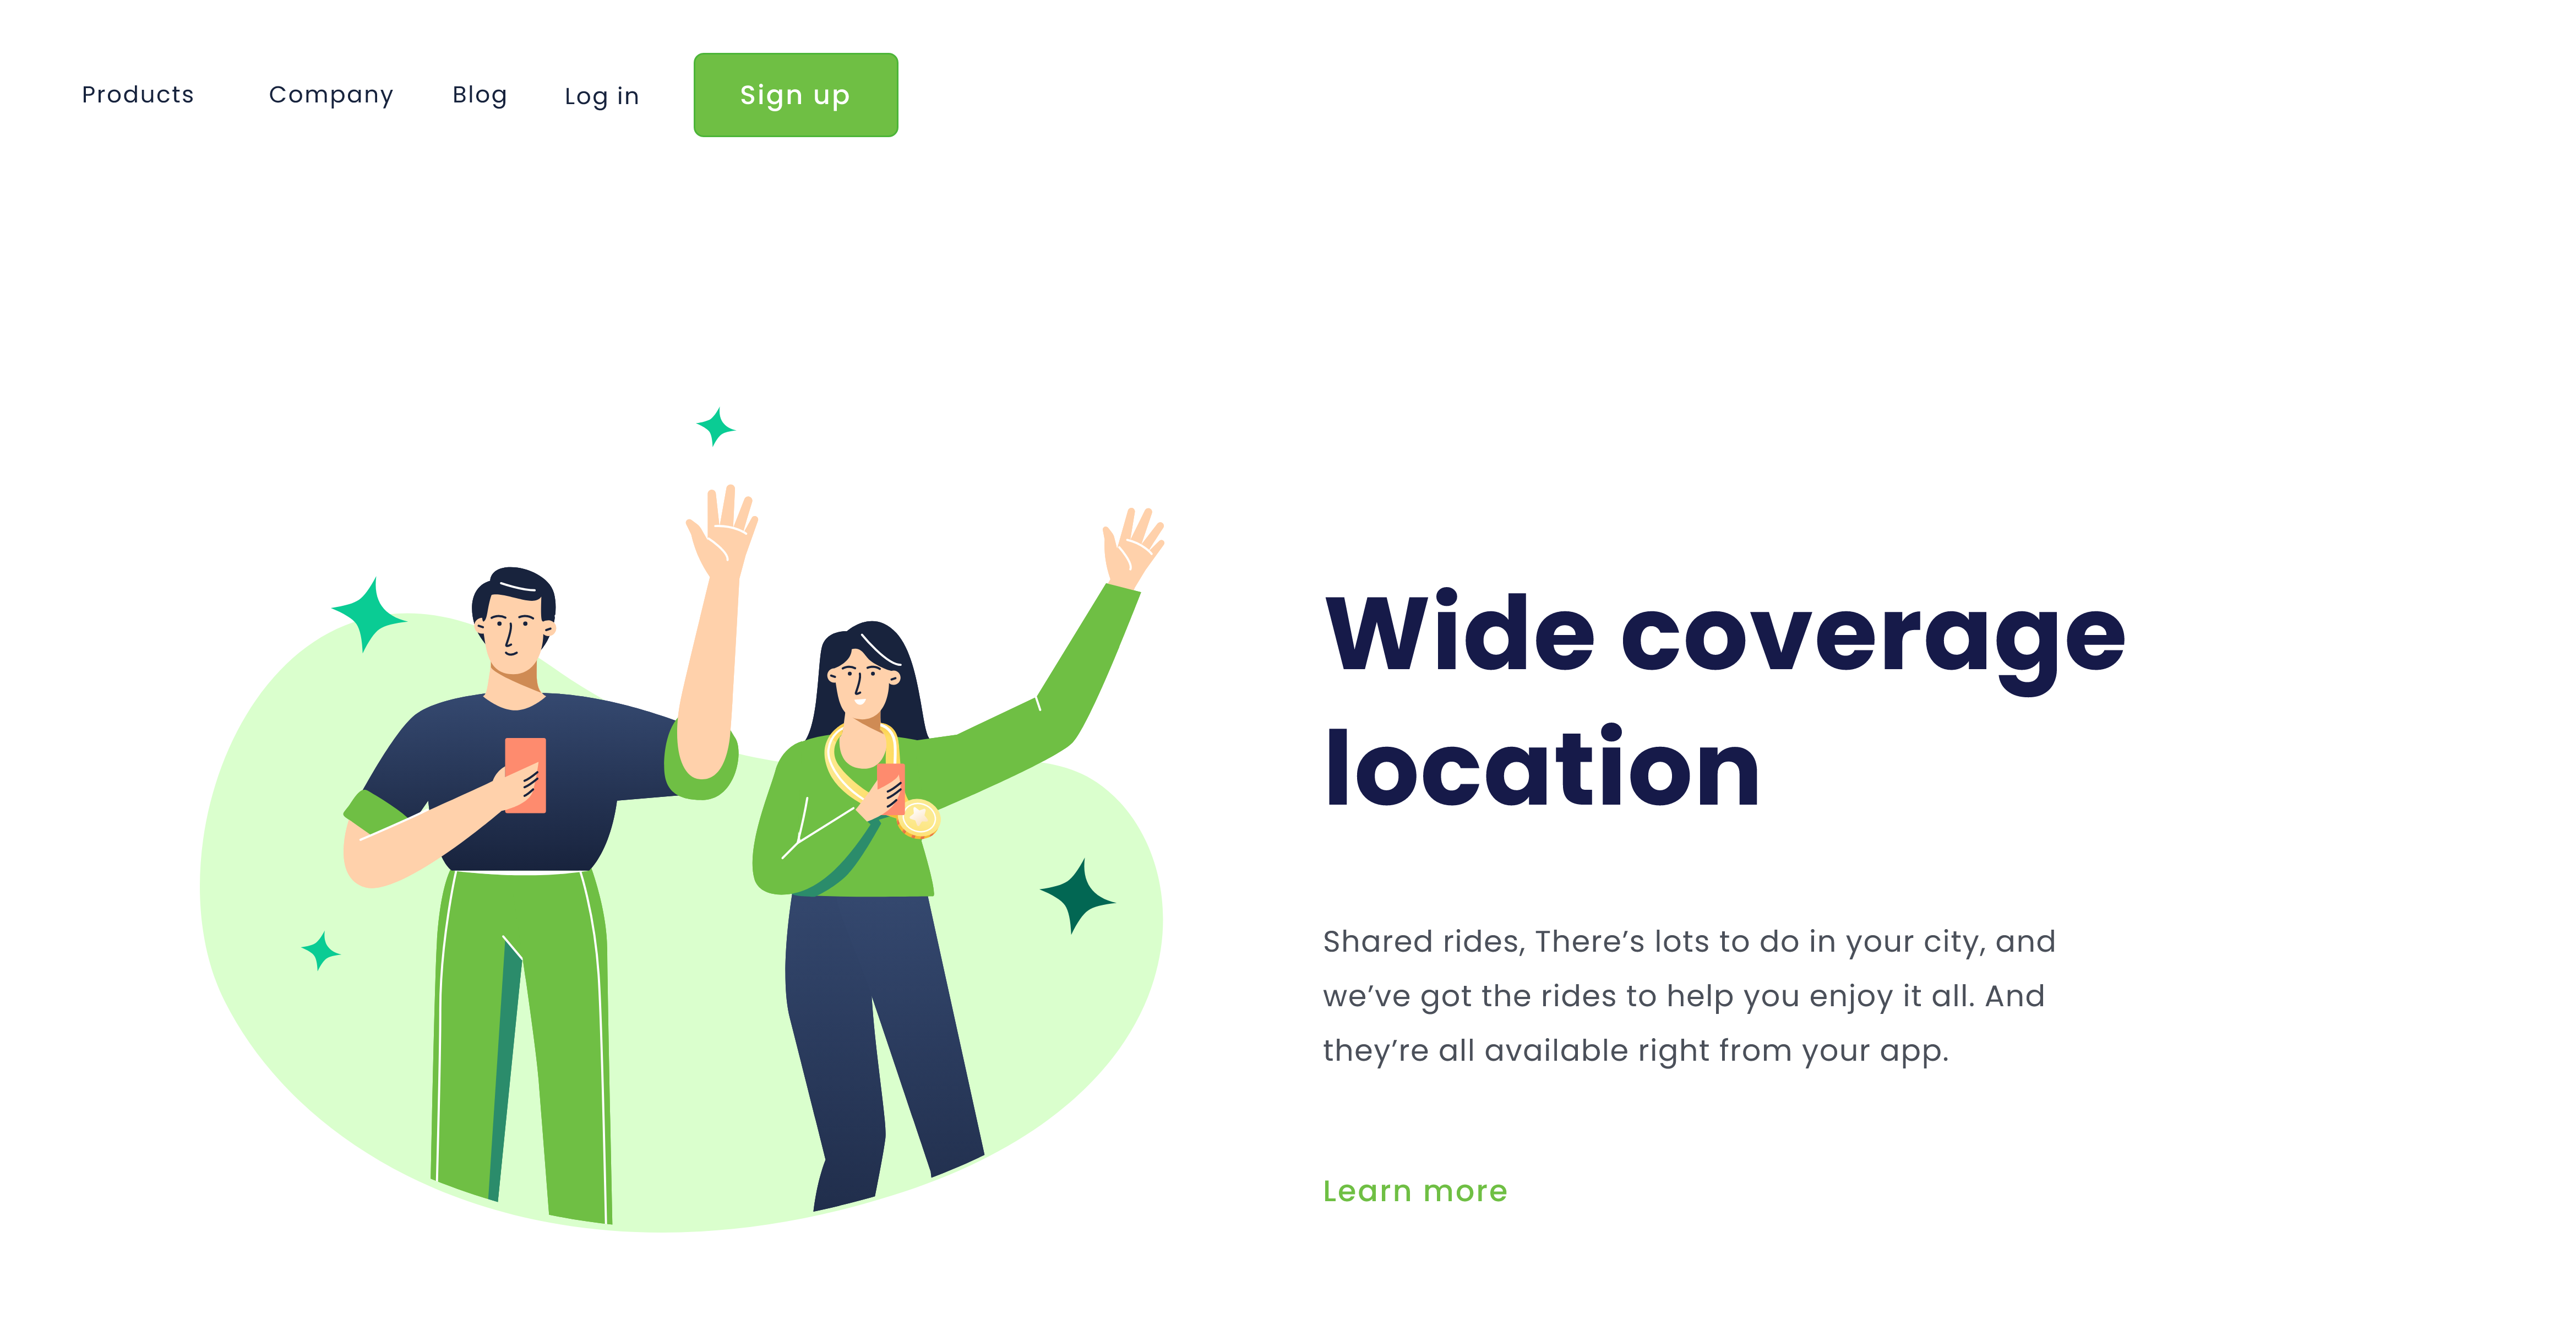 Products Company Blog Log in Sign up
Wide coverage
location
Shared rides, There’s lots to do in your city, and
we’ve got the rides to help you enjoy it all. And
they’re all available right from your app.
Learn more